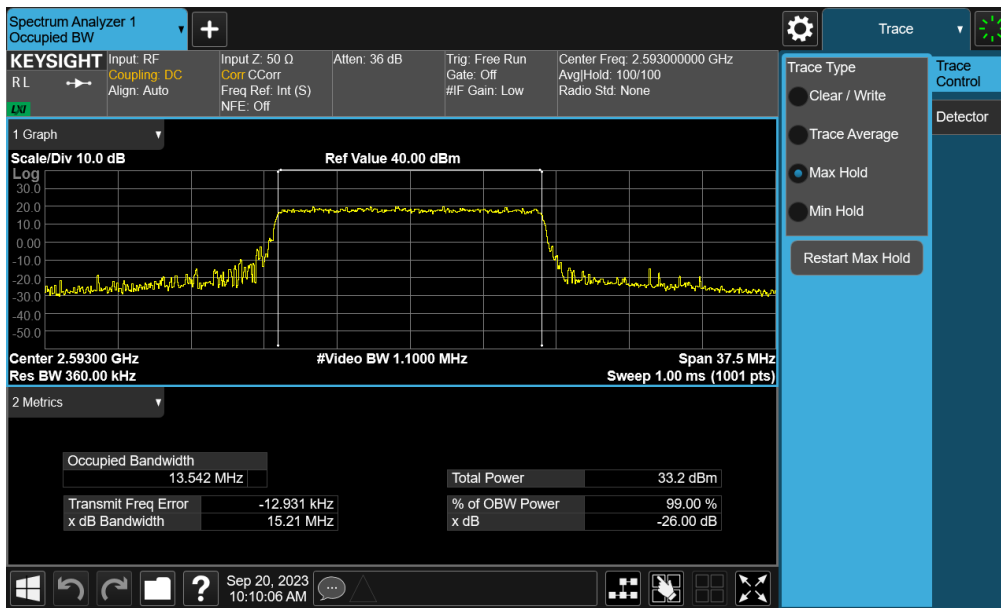 Spectrum Analyzer 1
Occupied BW
Trace
KEYSIGHT
R L
LXI
Input: RF
Coupling: DC
Align: Auto
Input Z: 50 Ω
Corr CCorr
Freq Ref: Int (S)
NFE: Off
Atten: 36 dB
Trig: Free Run
Gate: Off
#IF Gain: Low
Center Freq: 2.593000000 GHz
Avg|Hold: 100/100
Radio Std: None
Trace Type
Clear / Write
Trace Average
Max Hold
Min Hold
Restart Max Hold
Trace
Control
Detector
1 Graph
Scale/Div 10.0 dB
Ref Value 40.00 dBm
Log
30.0
20.0
10.0
0.00
-10.0
-20.0
-30.0
-40.0
-50.0
Center 2.59300 GHz
#Video BW 1.1000 MHz
Span 37.5 MHz
Res BW 360.00 kHz
Sweep 1.00 ms (1001 pts)
2 Metrics
Occupied Bandwidth
13.542 MHz
Total Power 33.2 dBm
Transmit Freq Error -12.931 kHz
% of OBW Power 99.00 %
x dB Bandwidth 15.21 MHz
x dB -26.00 dB
?
Sep 20, 2023
10:10:06 AM